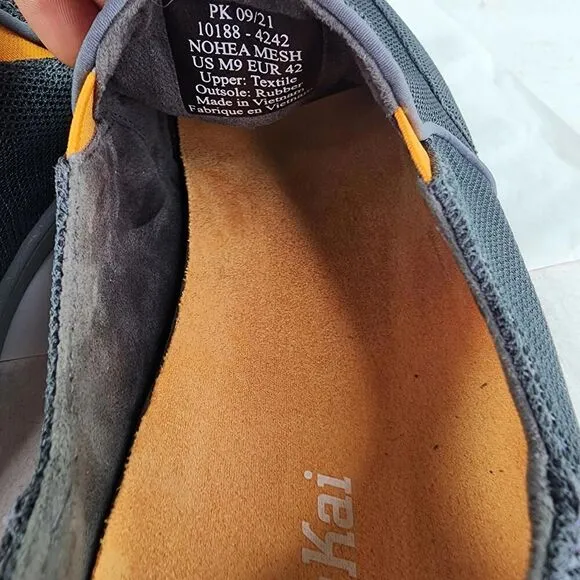 PK 09/21
10188 - 4242
NOHEA MESH
US M9 EUR 42
Upper: Textile
Outsole: Rubber
Made in Vietnam
Fabriqué en Vietnam
Kai